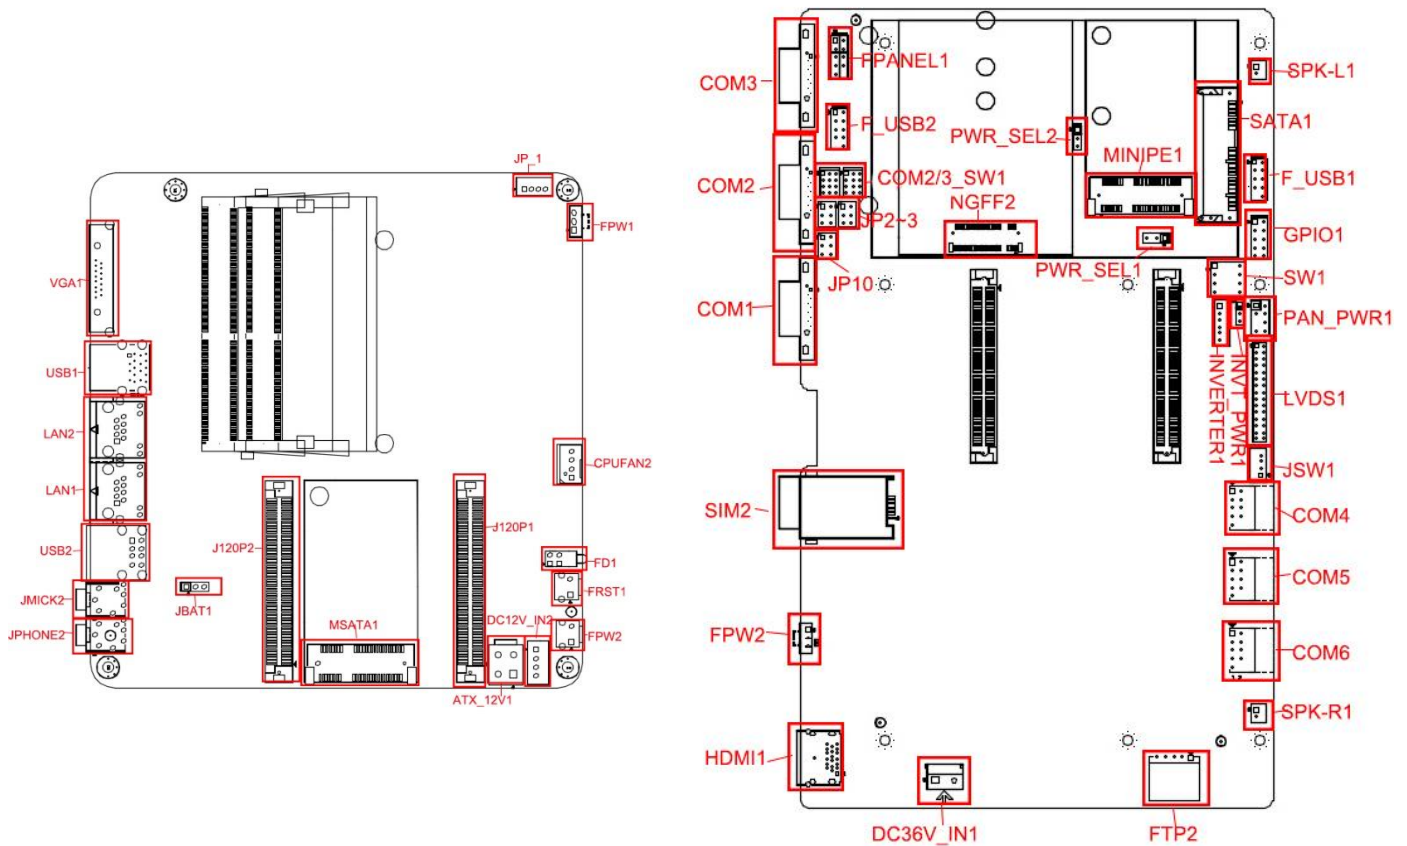 JP_1
FPW1
VGA1
USB1
LAN2
CPUFAN2
LAN1
J120P1
USB2
J120P2
FD1
JMICK2
FRST1
JBAT1
MSATA1
DC12V_IN2
JPHONE2
FPW2
ATX_12V1
FPANEL1
SPK-L1
COM3
F_USB2
SATA1
PWR_SEL2
MINIPE1
COM2
COM2/3_SW1
F_USB1
NGFF2
JP2~3
GPIO1
PWR_SEL1
SW1
JP10
COM1
PAN_PWR1
INVERTER1
INVT_PWR1
LVDS1
JSW1
SIM2
COM4
COM5
FPW2
COM6
SPK-R1
HDMI1
DC36V_IN1
FTP2